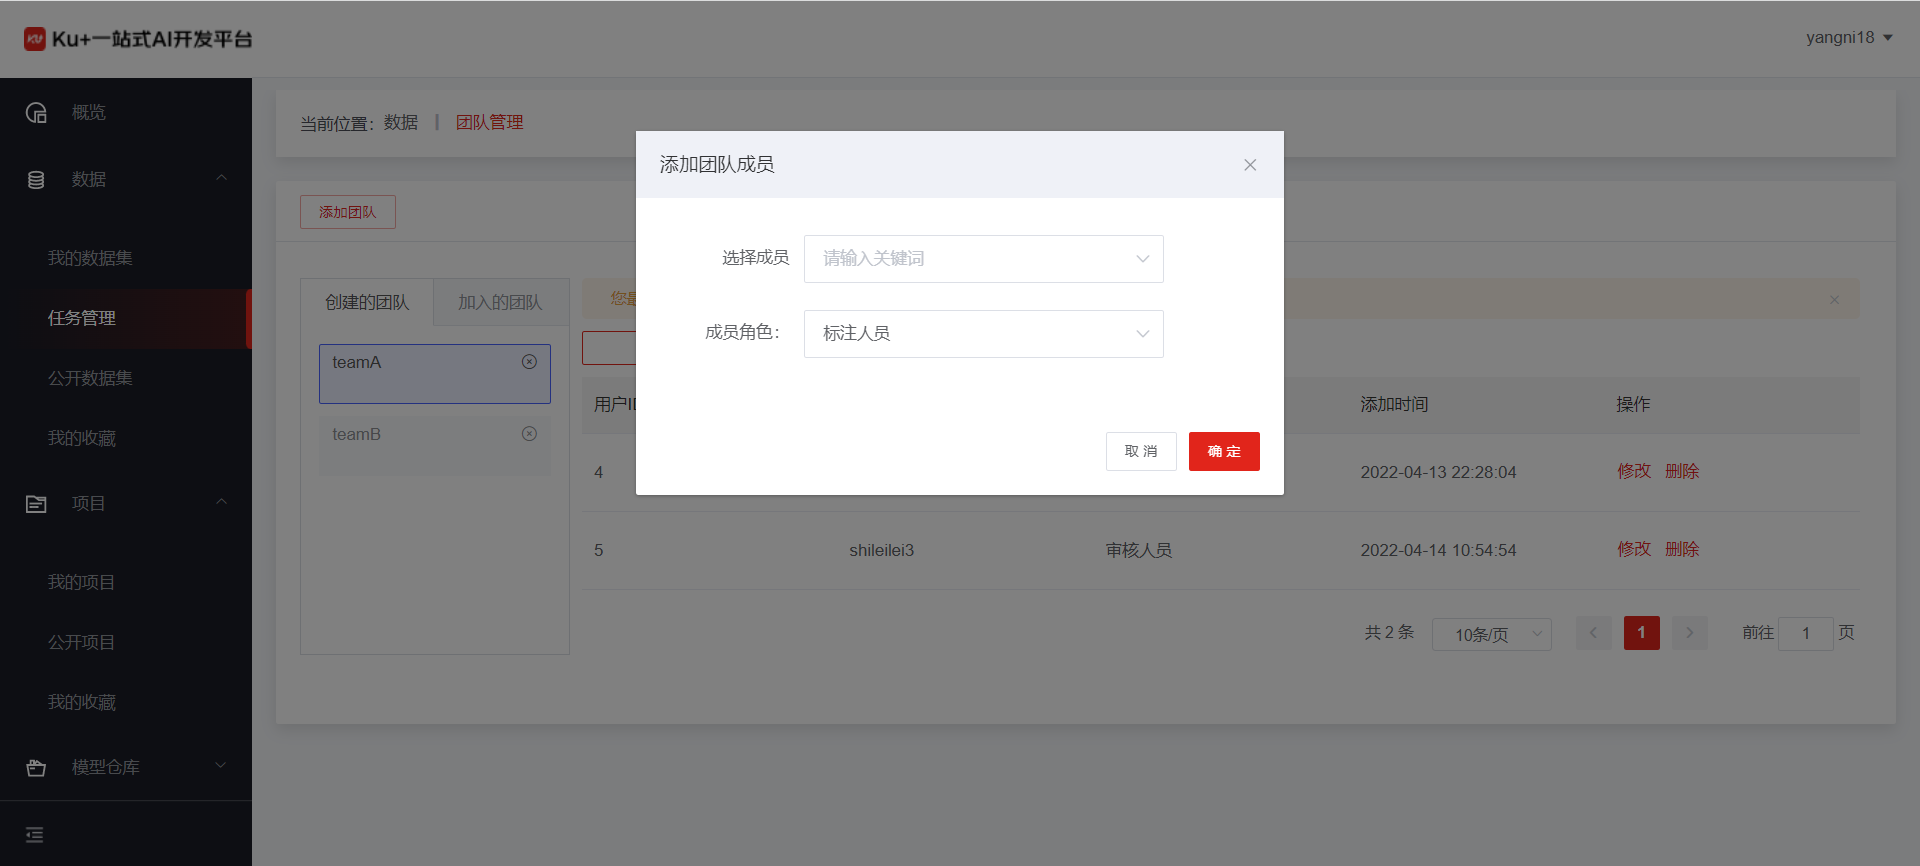 Ku+一站式AI开发平台
yangni18
概览
数据
我的数据集
任务管理
公开数据集
我的收藏
项目
我的项目
公开项目
我的收藏
模型仓库
当前位置：数据 | 团队管理
添加团队
创建的团队 加入的团队
teamA
teamB
您最
添加团队成员
选择成员 请输入关键词
成员角色： 标注人员
取 消 确 定
用户ID 添加时间 操作
4 2022-04-13 22:28:04 修改 删除
5 shileilei3 审核人员 2022-04-14 10:54:54 修改 删除
共 2 条 10条/页 1 前往 1 页